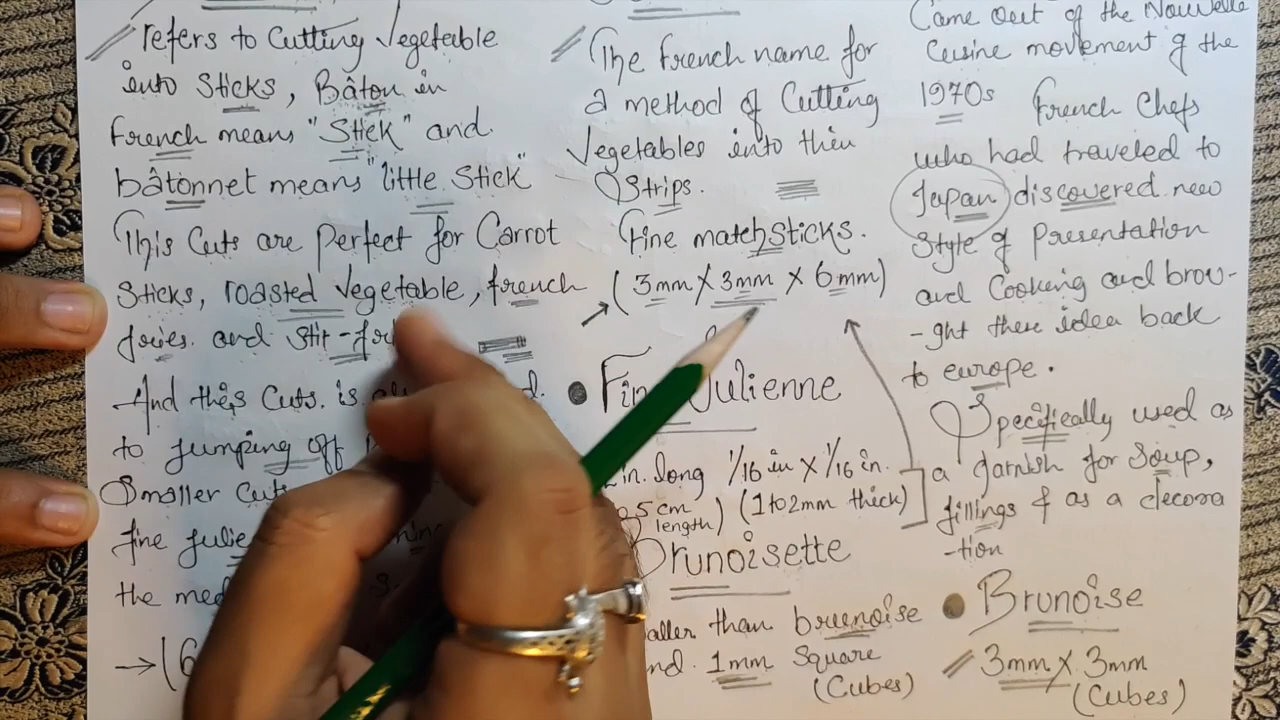 refers to Cutting Vegetable
into Sticks, Bâton in
French means "Stick" and
bâtonnet means "little Stick"
This Cuts are perfect for Carrot
Sticks, roasted Vegetable, french
fries. and Stir-
And this Cuts. is
to Jumping off
Smaller Cuts
fine
the
→(6
The French name for
a method of Cutting
Vegetables into thin
Strips.
Fine matchsticks.
(3mm X 3mm X 6mm)
Fine Julienne
in. long 1/16 in X 1/16 in.
5cm length) (1 to 2mm thick)
Brunoisette
than brunoise
1mm Square
(Cubes)
Came out of the Nouvelle
Cuisine movement of the
1970s French Chefs
who had traveled to
Japan discovered new
Style of Presentation
and Cooking and brou-
-ght there idea back
to europe.
Specifically used as
a garnish for Soup,
fillings & as a decora
-tion
Brunoise
3mm X 3mm
(Cubes)